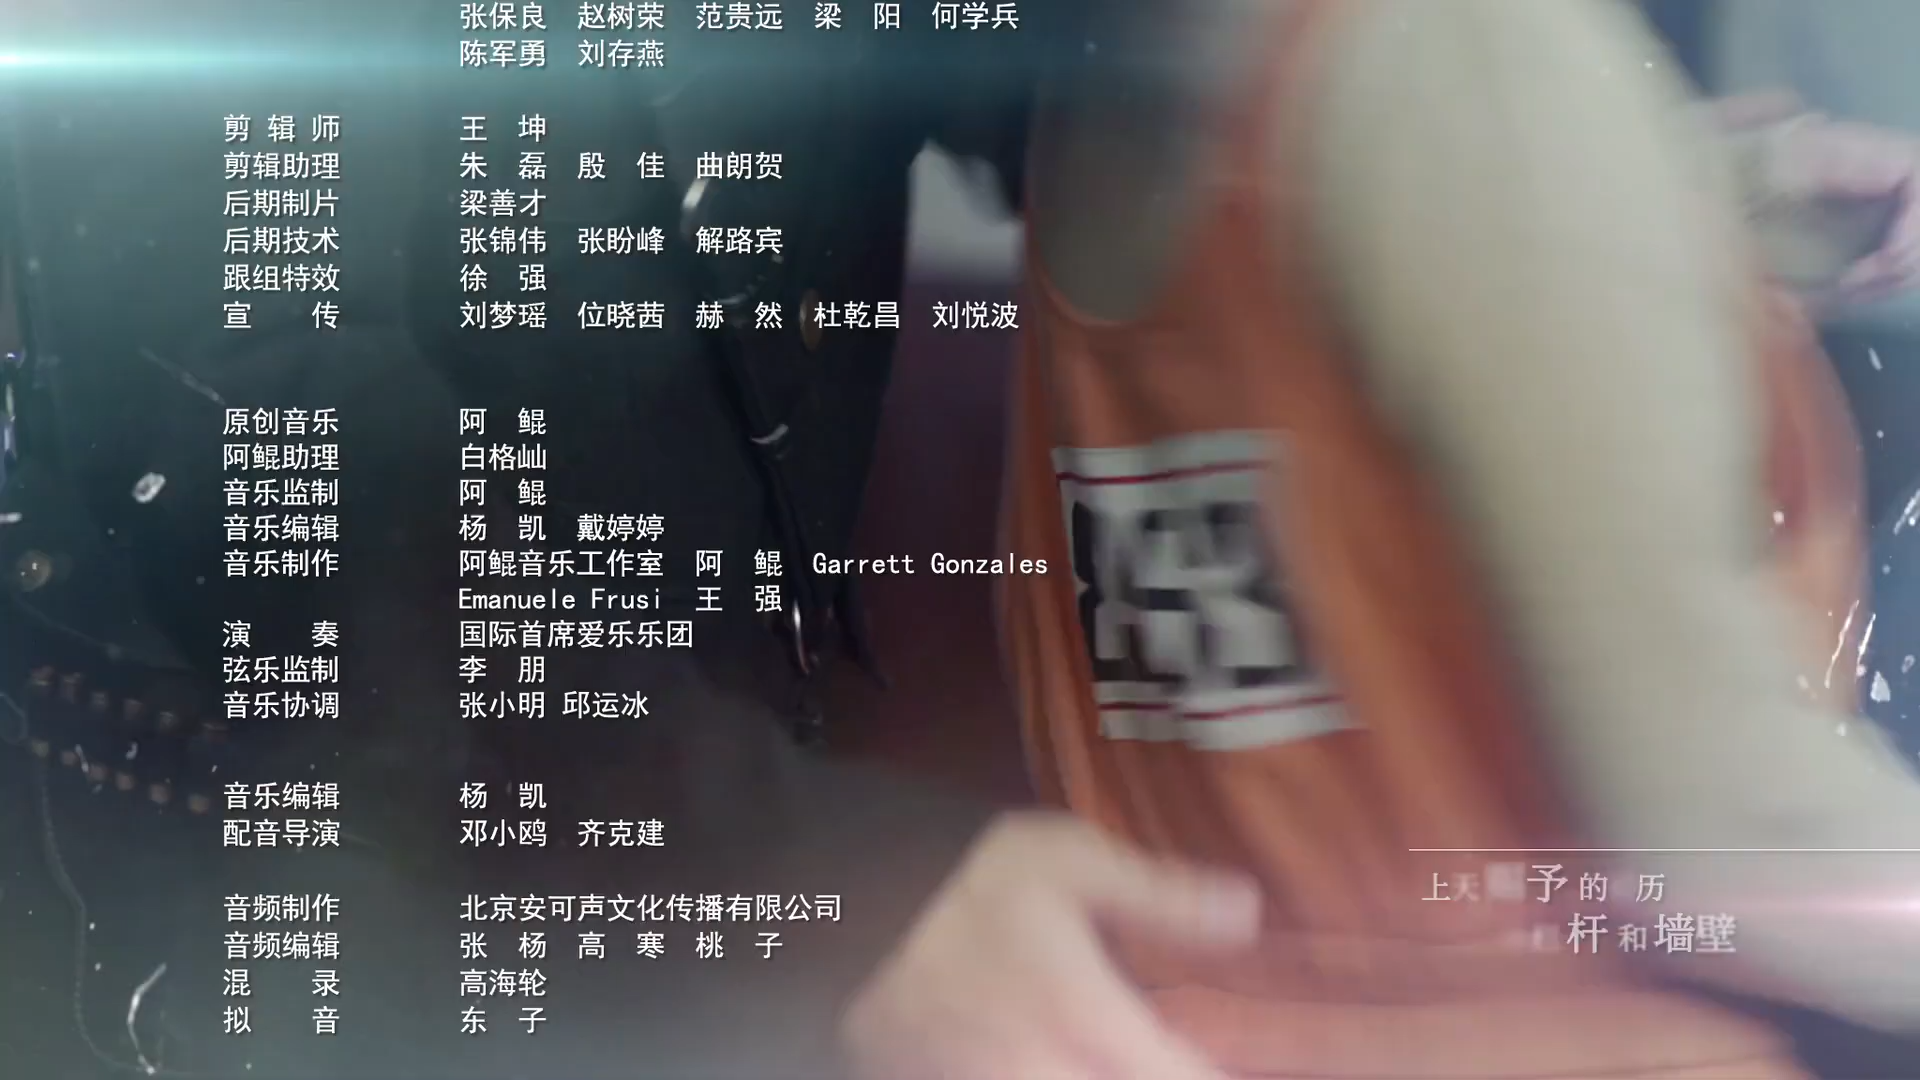 张保良 赵树荣 范贵远 梁 阳 何学兵
陈军勇 刘存燕
剪 辑 师 王 坤
剪辑助理 朱 磊 殷 佳 曲朗贺
后期制片 梁善才
后期技术 张锦伟 张盼峰 解路宾
跟组特效 徐 强
宣 传 刘梦瑶 位晓茜 赫 然 杜乾昌 刘悦波
原创音乐 阿 鲲
阿鲲助理 白格屾
音乐监制 阿 鲲
音乐编辑 杨 凯 戴婷婷
音乐制作 阿鲲音乐工作室 阿 鲲 Garrett Gonzales
Emanuele Frusi 王 强
演 奏 国际首席爱乐乐团
弦乐监制 李 朋
音乐协调 张小明 邱运冰
音乐编辑 杨 凯
配音导演 邓小鸥 齐克建
音频制作 北京安可声文化传播有限公司
音频编辑 张 杨 高 寒 桃 子
混 录 高海轮
拟 音 东 子
上天 予的 历
杆和墙壁